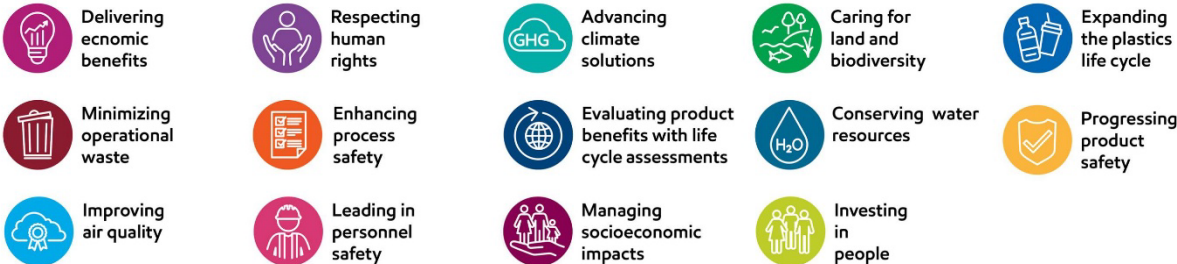 Delivering
ecnomic
benefits
Respecting
human
rights
GHG
Advancing
climate
solutions
Caring for
land and
biodiversity
Expanding
the plastics
life cycle
Minimizing
operational
waste
Enhancing
process
safety
Evaluating product
benefits with life
cycle assessments
H₂O
Conserving water
resources
Progressing
product
safety
Improving
air quality
Leading in
personnel
safety
Managing
socioeconomic
impacts
Investing
in
people